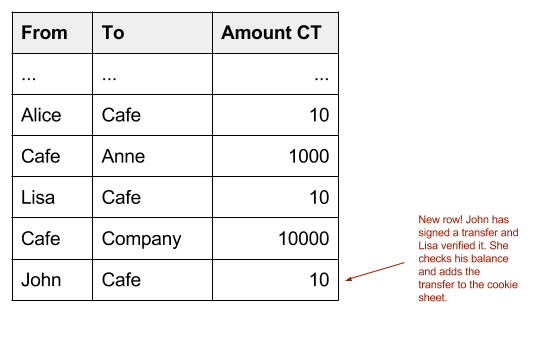 From To Amount CT
... ... ...
Alice Cafe 10
Cafe Anne 1000
Lisa Cafe 10
Cafe Company 10000
John Cafe 10
New row! John has
signed a transfer and
Lisa verified it. She
checks his balance
and adds the
transfer to the cookie
sheet.